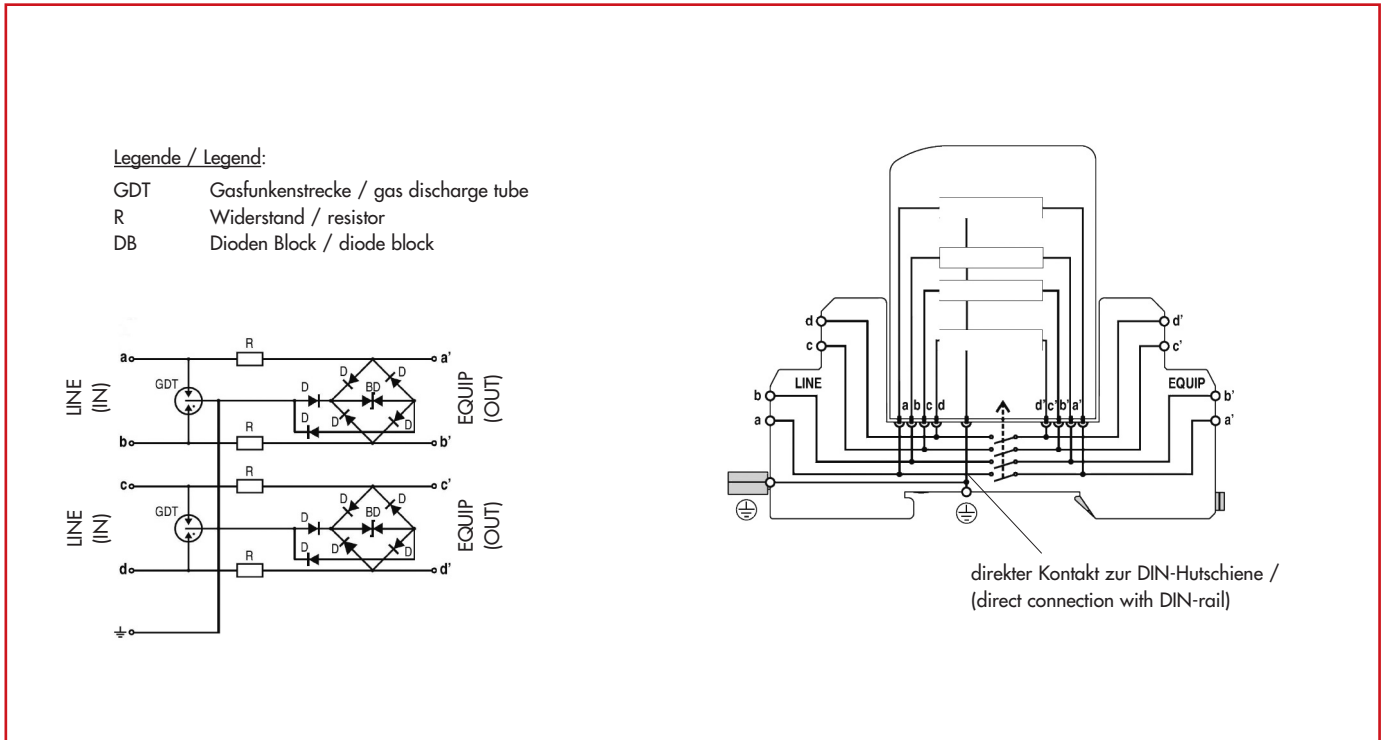 Legende / Legend:
GDT Gasfunkenstrecke / gas discharge tube
R Widerstand / resistor
DB Dioden Block / diode block
R
a
a'
LINE
(IN)
GDT
D
D
D
BD
D
D
D
EQUIP
(OUT)
R
b
b'
R
c
c'
LINE
(IN)
GDT
D
D
D
BD
D
D
D
EQUIP
(OUT)
R
d
d'
d
d'
c
c'
LINE
EQUIP
b
b'
a
a'
a b c d
d' c' b' a'
direkter Kontakt zur DIN-Hutschiene /
(direct connection with DIN-rail)